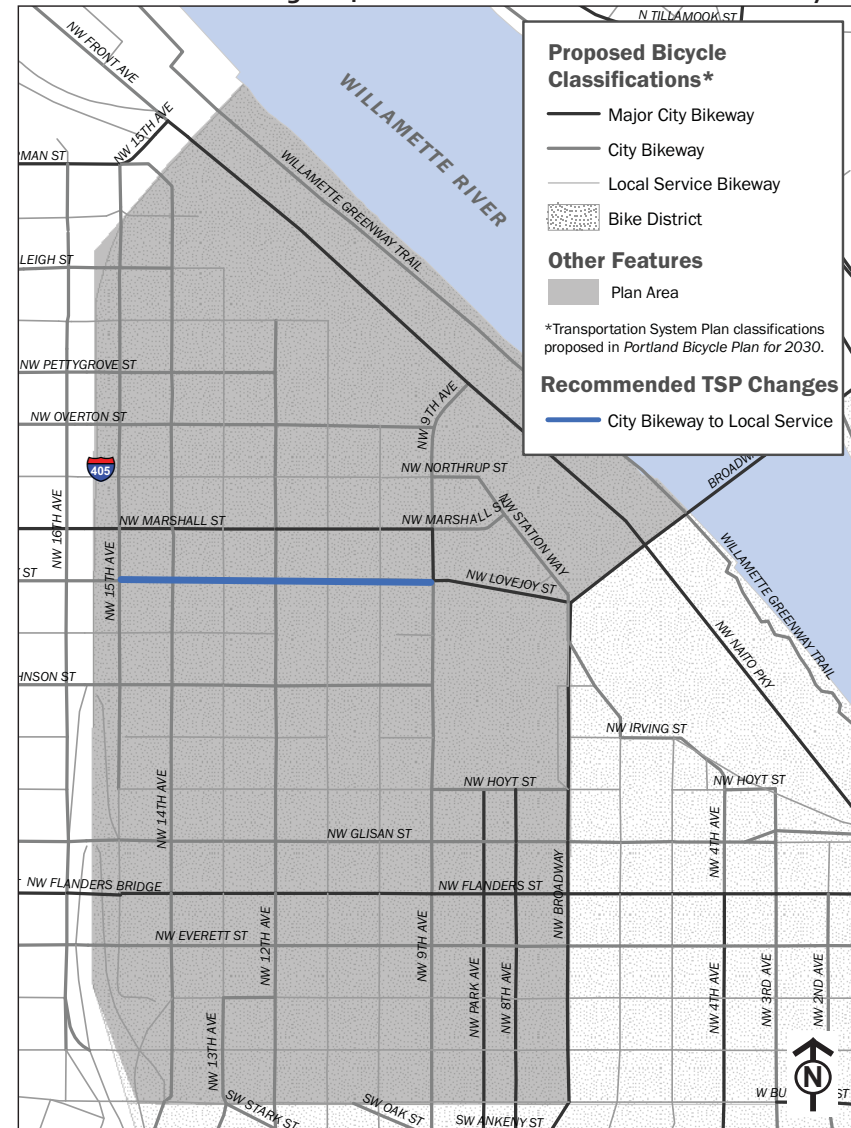 N TILLAMOOK ST
NW FRONT AVE
Proposed Bicycle
Classifications*
Major City Bikeway
City Bikeway
Local Service Bikeway
Bike District
Other Features
Plan Area
*Transportation System Plan classifications
proposed in Portland Bicycle Plan for 2030.
Recommended TSP Changes
City Bikeway to Local Service
WILLAMETTE RIVER
NW 15TH AVE
RMAN ST
WILLAMETTE GREENWAY TRAIL
LEIGH ST
NW PETTYGROVE ST
NW 9TH AVE
NW OVERTON ST
405
NW NORTHRUP ST
BROADW
NW 16TH AVE
NW MARSHALL ST
NW MARSHALL ST
NW STATION WAY
NW 15TH AVE
ST
NW LOVEJOY ST
WILLAMETTE GREENWAY TRAIL
NW NAITO PKY
HNSON ST
NW IRVING ST
NW HOYT ST
NW HOYT ST
NW 14TH AVE
NW GLISAN ST
NW 4TH AVE
NW FLANDERS BRIDGE
NW FLANDERS ST
NW BROADWAY
NW EVERETT ST
NW 12TH AVE
NW 9TH AVE
NW PARK AVE
NW 8TH AVE
NW 4TH AVE
NW 3RD AVE
NW 2ND AVE
NW 13TH AVE
N
SW STARK ST
SW OAK ST
SW ANKENY ST
W BU
ST